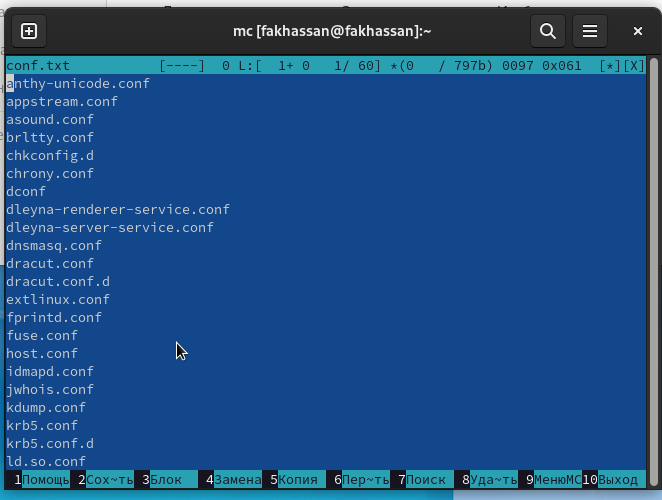 mc [fakhassan@fakhassan]:~
conf.txt [----] 0 L:[ 1+ 0 1/ 60] *(0 / 797b) 0097 0x061 [*][X]
anthy-unicode.conf
appstream.conf
asound.conf
brltty.conf
chkconfig.d
chrony.conf
dconf
dleyna-renderer-service.conf
dleyna-server-service.conf
dnsmasq.conf
dracut.conf
dracut.conf.d
extlinux.conf
fprintd.conf
fuse.conf
host.conf
idmapd.conf
jwhois.conf
kdump.conf
krb5.conf
krb5.conf.d
ld.so.conf
1Помощь 2Сох~ть 3Блок 4Замена 5Копия 6Пер~ть 7Поиск 8Уда~ть 9МенюMC 10Выход